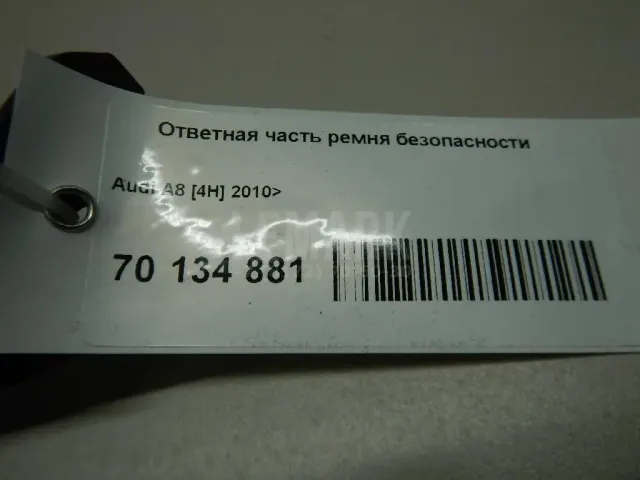 Ответная часть ремня безопасности
Audi A8 [4H] 2010>
70 134 881